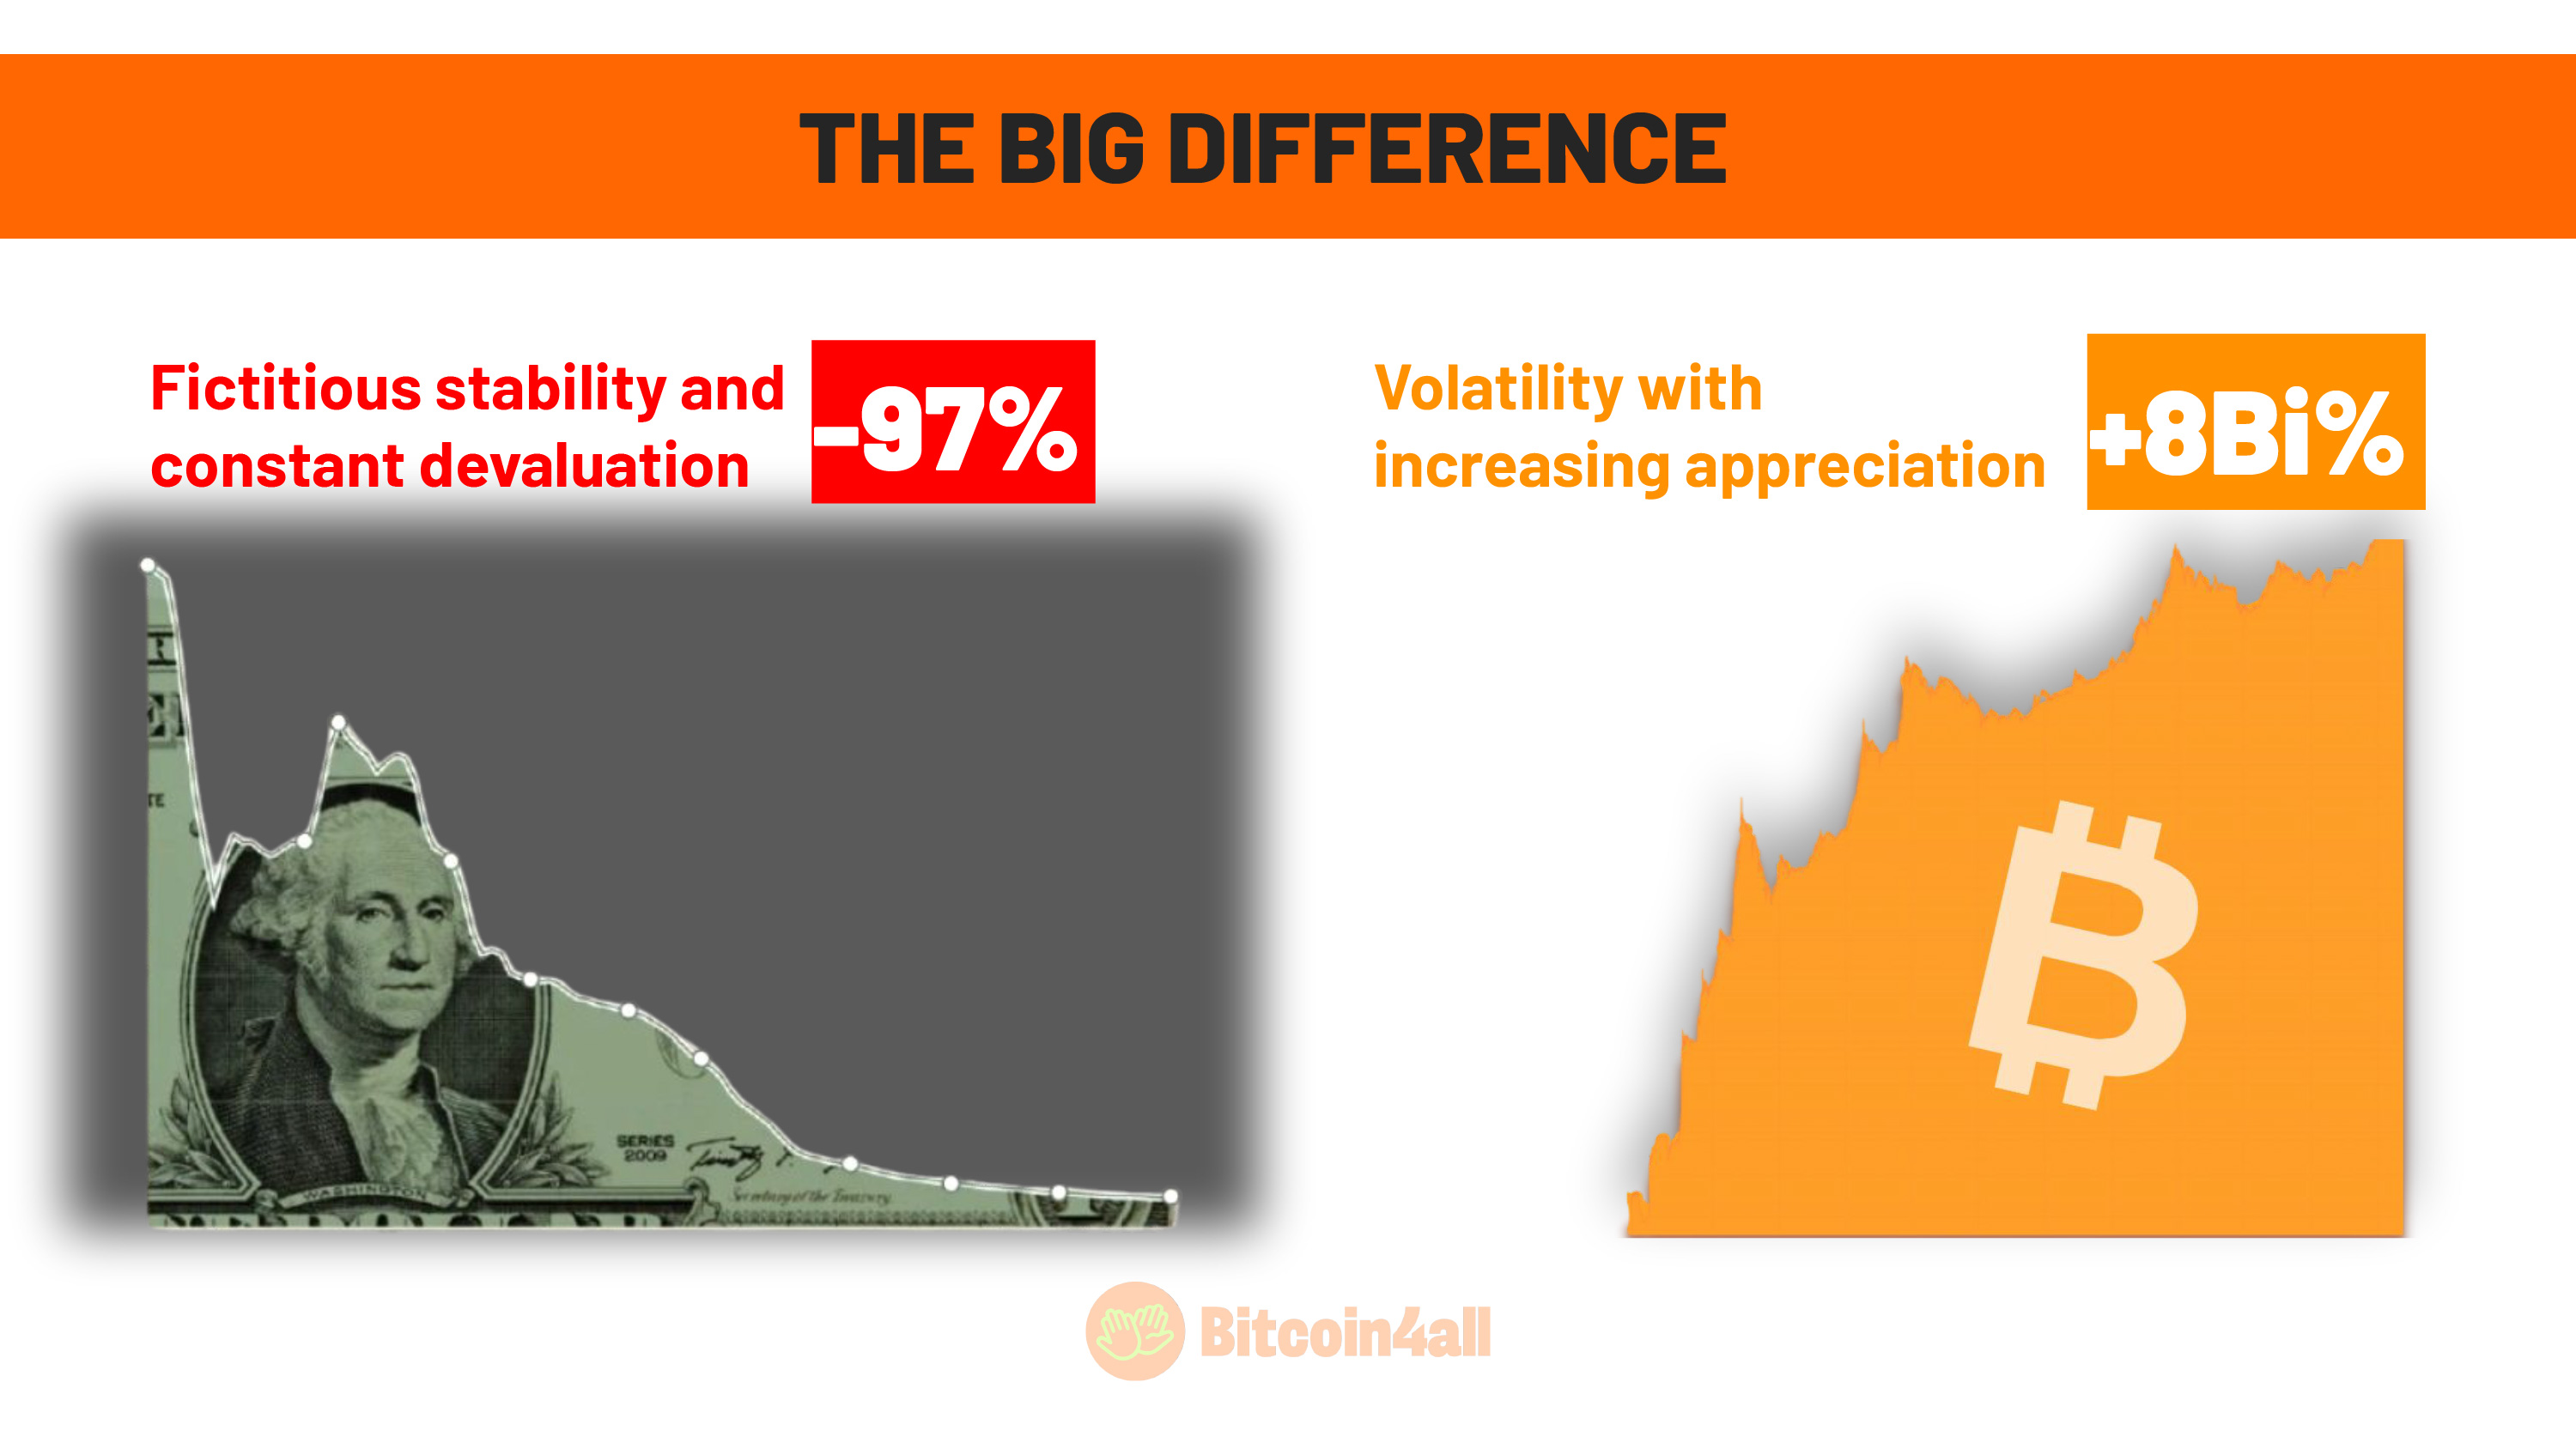 THE BIG DIFFERENCE
Fictitious stability and
constant devaluation
-97%
Volatility with
increasing appreciation
+8Bi%
TE
SERIES
2009
Secretary of the Treasury
WASHINGTON
Bitcoin4all